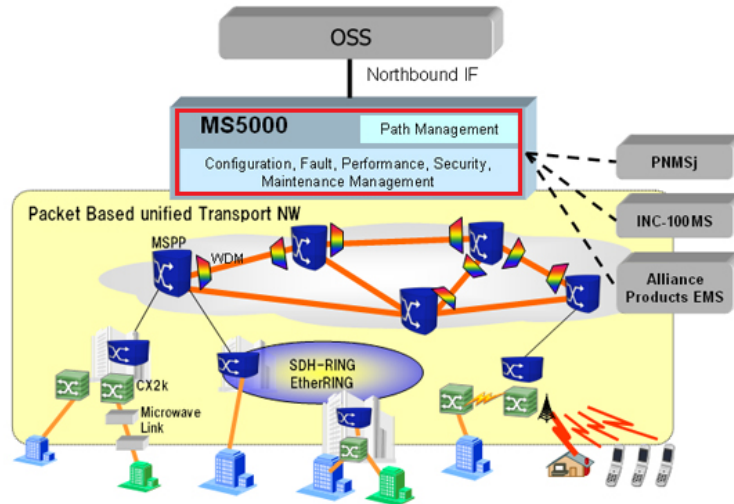 OSS
Northbound IF
MS5000
Path Management
Configuration, Fault, Performance, Security,
Maintenance Management
PNMSj
INC-100MS
Alliance
Products EMS
Packet Based unified Transport NW
MSPP
WDM
SDH-RING
EtherRING
CX2k
Microwave
Link